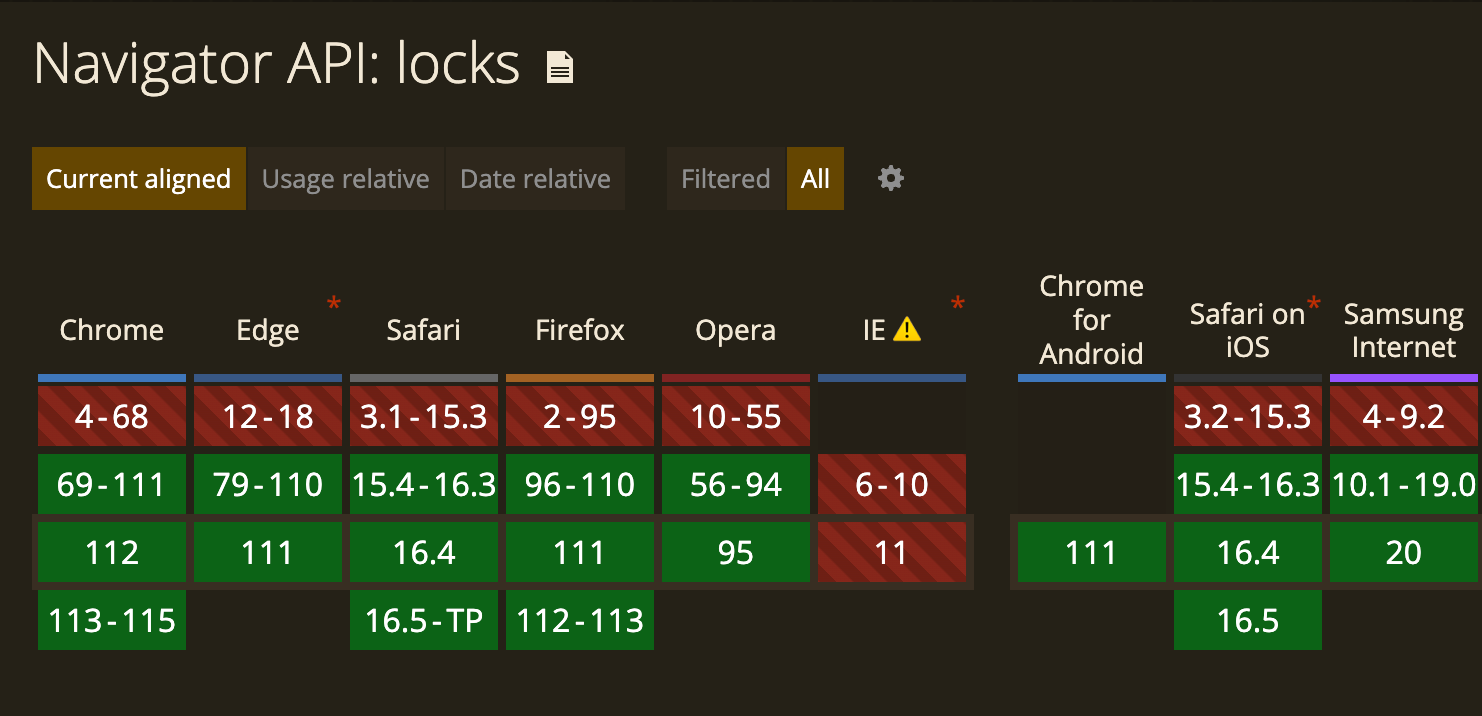 Navigator API: locks
Current aligned Usage relative Date relative Filtered All
Chrome Edge * Safari Firefox Opera IE * Chrome for Android Safari on iOS * Samsung Internet
4-68 12-18 3.1-15.3 2-95 10-55 3.2-15.3 4-9.2
69-111 79-110 15.4-16.3 96-110 56-94 6-10 15.4-16.3 10.1-19.0
112 111 16.4 111 95 11 111 16.4 20
113-115 16.5-TP 112-113 16.5